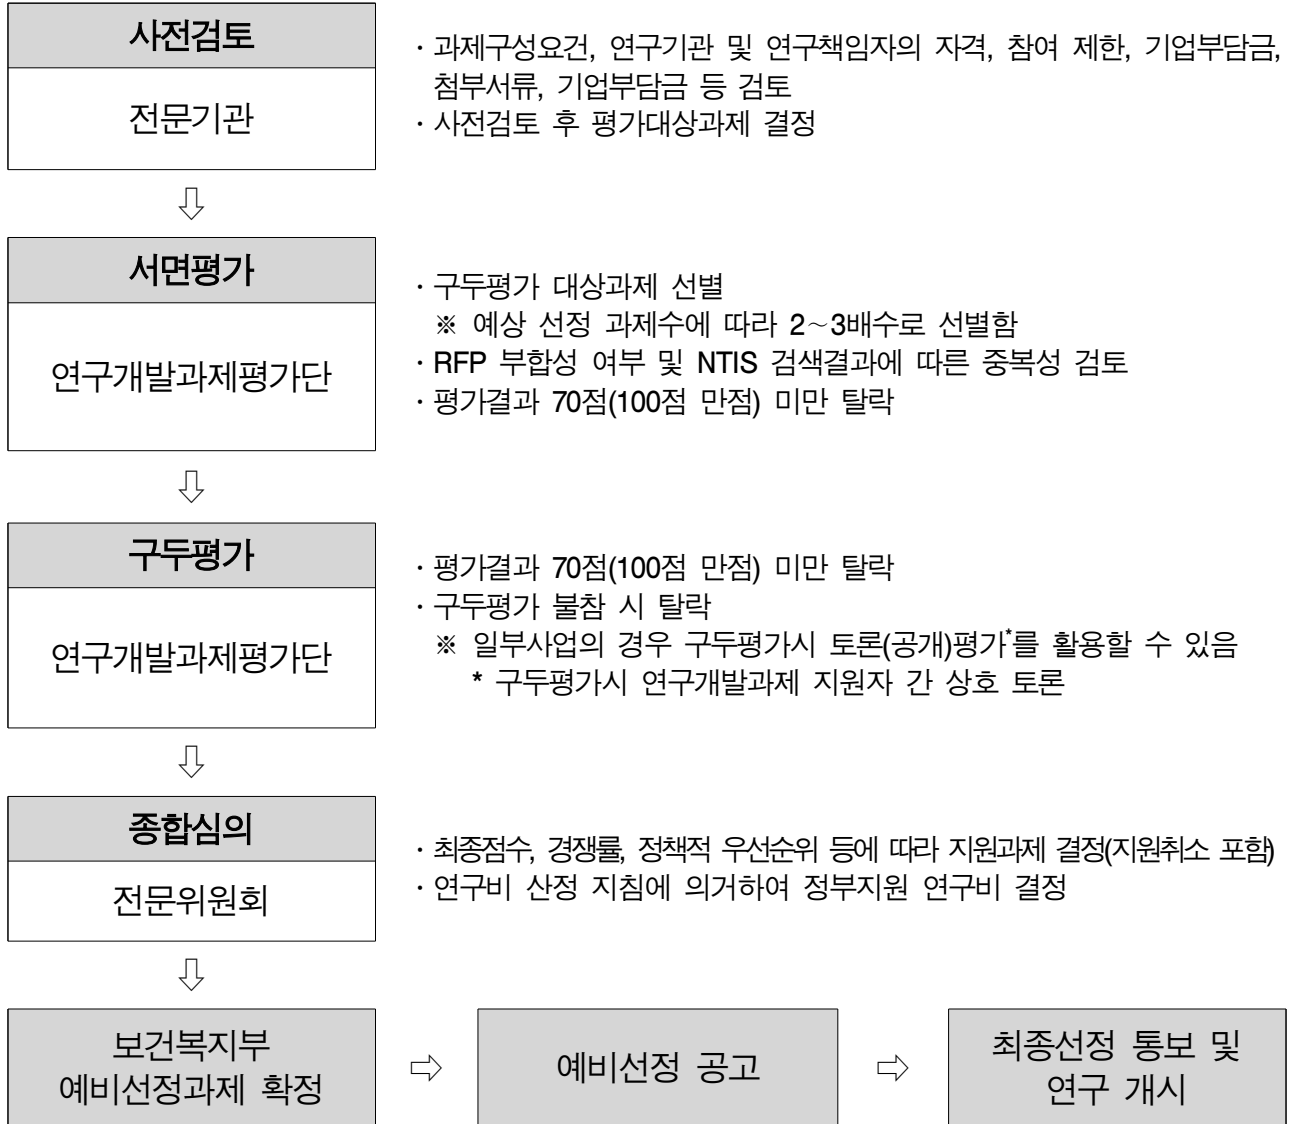 사전검토
전문기관
· 과제구성요건, 연구기관 및 연구책임자의 자격, 참여 제한, 기업부담금,
첨부서류, 기업부담금 등 검토
· 사전검토 후 평가대상과제 결정
⇩
서면평가
연구개발과제평가단
· 구두평가 대상과제 선별
※ 예상 선정 과제수에 따라 2～3배수로 선별함
· RFP 부합성 여부 및 NTIS 검색결과에 따른 중복성 검토
· 평가결과 70점(100점 만점) 미만 탈락
⇩
구두평가
연구개발과제평가단
· 평가결과 70점(100점 만점) 미만 탈락
· 구두평가 불참 시 탈락
※ 일부사업의 경우 구두평가시 토론(공개)평가*를 활용할 수 있음
* 구두평가시 연구개발과제 지원자 간 상호 토론
⇩
종합심의
전문위원회
· 최종점수, 경쟁률, 정책적 우선순위 등에 따라 지원과제 결정(지원취소 포함)
· 연구비 산정 지침에 의거하여 정부지원 연구비 결정
⇩
보건복지부
예비선정과제 확정
⇨
예비선정 공고
⇨
최종선정 통보 및
연구 개시